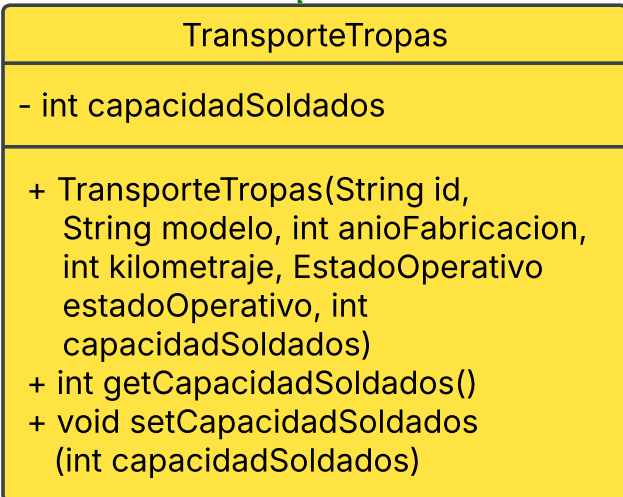 TransporteTropas
- int capacidadSoldados
+ TransporteTropas(String id,
String modelo, int anioFabricacion,
int kilometraje, EstadoOperativo
estadoOperativo, int
capacidadSoldados)
+ int getCapacidadSoldados()
+ void setCapacidadSoldados
(int capacidadSoldados)